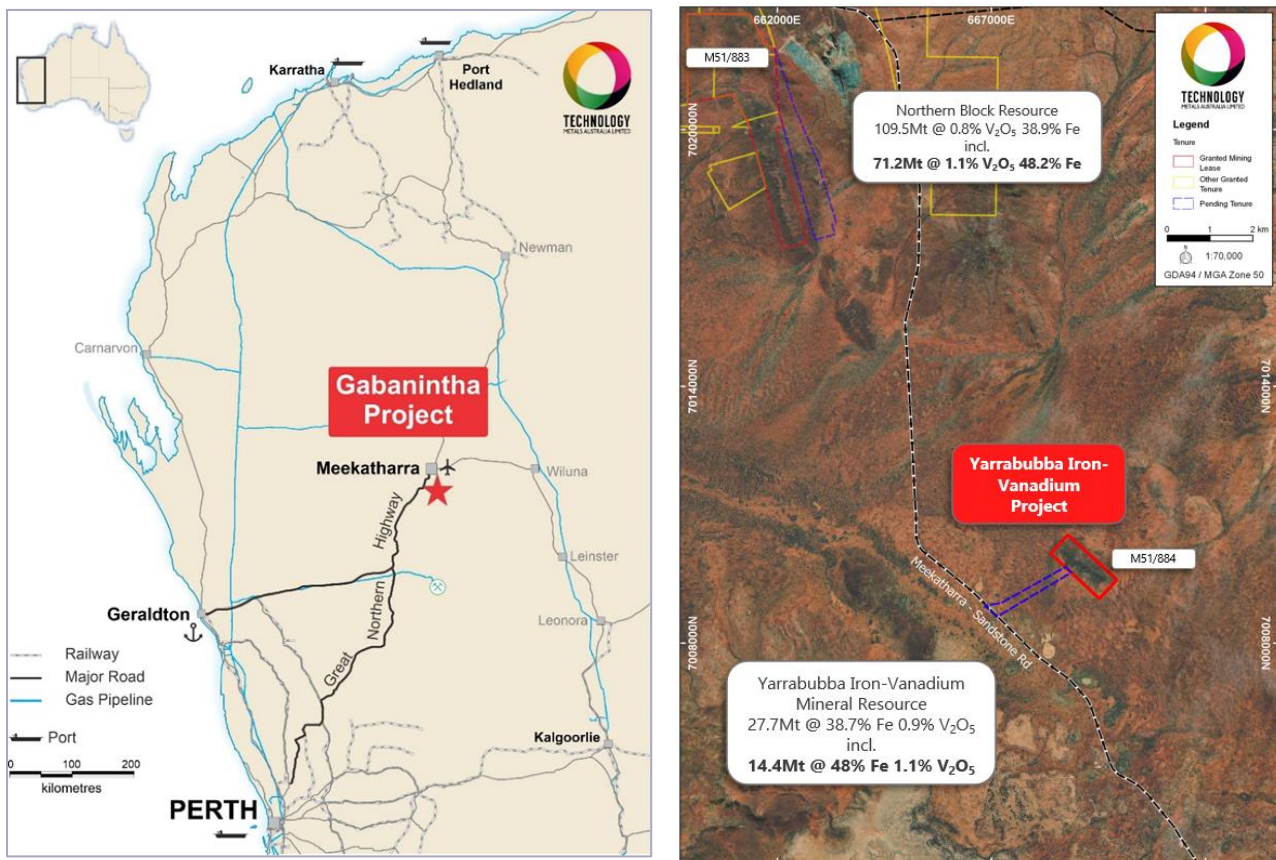 Karratha
Port
Hedland
TECHNOLOGY
METALS AUSTRALIA LIMITED
Newman
Carnarvon
Gabanintha
Project
Meekatharra
Wiluna
Highway
Leinster
Northern
Geraldton
Leonora
Great
Railway
Major Road
Gas Pipeline
Port
0 100 200
kilometres
Kalgoorlie
PERTH
662000E
667000E
M51/883
7020000N
Northern Block Resource
109.5Mt @ 0.8% V₂O₅ 38.9% Fe
incl.
71.2Mt @ 1.1% V₂O₅ 48.2% Fe
TECHNOLOGY
METALS AUSTRALIA LIMITED
Legend
Tenure
Granted Mining
Lease
Other Granted
Tenure
Pending Tenure
0 1 2 km
N
1:70,000
GDA94 / MGA Zone 50
7014000N
7014000N
Yarrabubba Iron-
Vanadium
Project
M51/884
Meekatharra - Sandstone Rd
7008000N
7008000N
Yarrabubba Iron-Vanadium
Mineral Resource
27.7Mt @ 38.7% Fe 0.9% V₂O₅
incl.
14.4Mt @ 48% Fe 1.1% V₂O₅